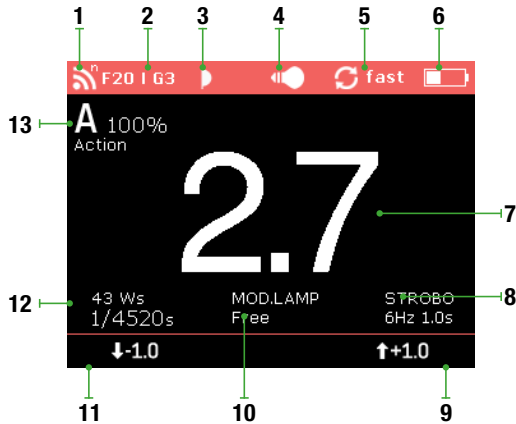 1 2 3 4 5 6
n F20 I G3 fast
13 A 100%
Action
2.7
7
12 43 Ws MOD.LAMP STROBO 8
1/4520s Free 6Hz 1.0s
⬇-1.0 ⬆+1.0
11 10 9